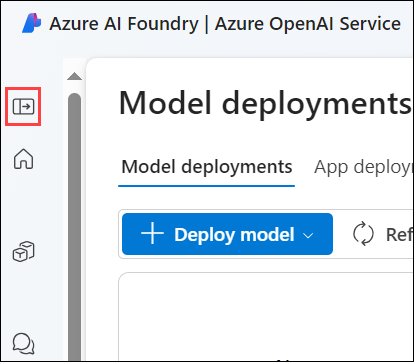 Azure AI Foundry | Azure OpenAI Service
Model deployments
Model deployments App deploy
Deploy model Ref